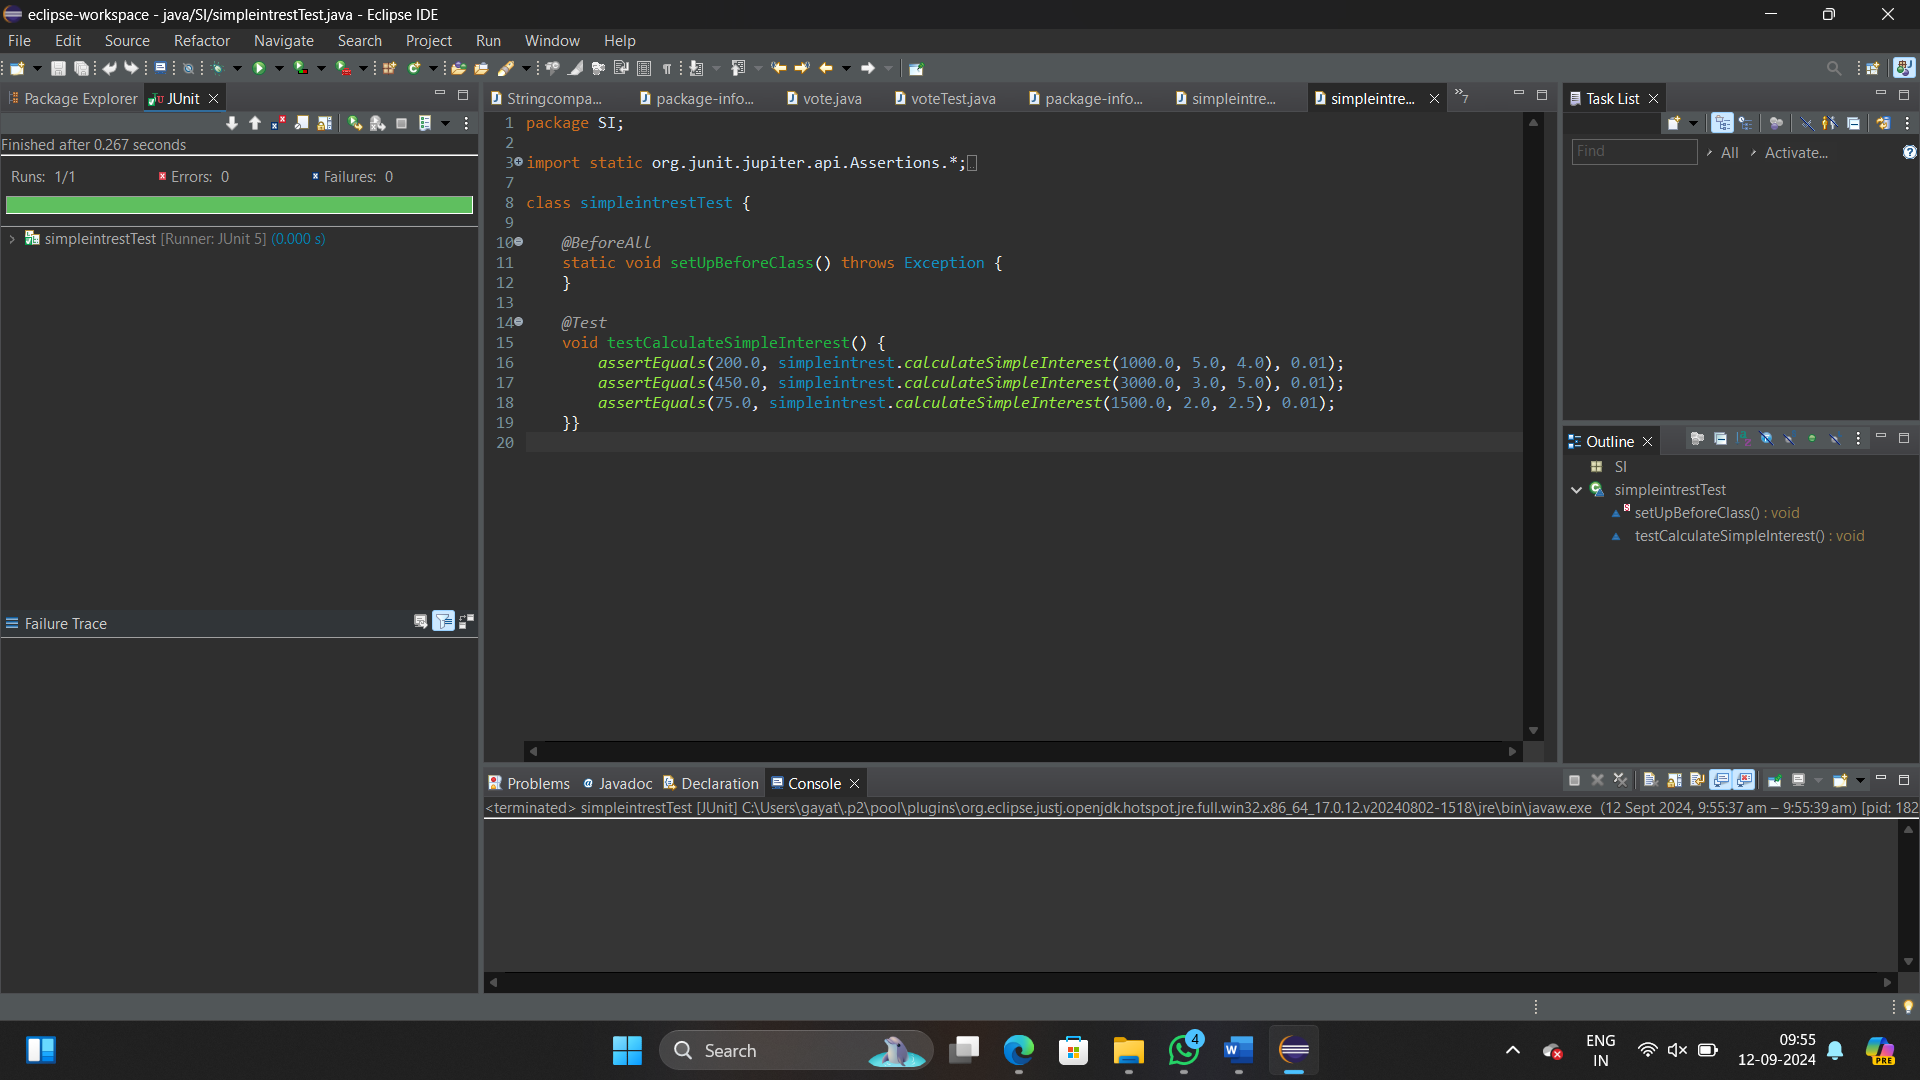 eclipse-workspace - java/SI/simpleintrestTest.java - Eclipse IDE
File Edit Source Refactor Navigate Search Project Run Window Help
Package Explorer JUnit
Finished after 0.267 seconds
Runs: 1/1 Errors: 0 Failures: 0
simpleintrestTest [Runner: JUnit 5] (0.000 s)
Failure Trace
Stringcompa... package-info... vote.java voteTest.java package-info... simpleintre... simpleintre... »7
1 package SI;
2
3 import static org.junit.jupiter.api.Assertions.*;
7
8 class simpleintrestTest {
9
10 @BeforeAll
11 static void setUpBeforeClass() throws Exception {
12 }
13
14 @Test
15 void testCalculateSimpleInterest() {
16 assertEquals(200.0, simpleintrest.calculateSimpleInterest(1000.0, 5.0, 4.0), 0.01);
17 assertEquals(450.0, simpleintrest.calculateSimpleInterest(3000.0, 3.0, 5.0), 0.01);
18 assertEquals(75.0, simpleintrest.calculateSimpleInterest(1500.0, 2.0, 2.5), 0.01);
19 }}
20
Task List
Find All Activate...
Outline
SI
simpleintrestTest
setUpBeforeClass() : void
testCalculateSimpleInterest() : void
Problems Javadoc Declaration Console
<terminated> simpleintrestTest [JUnit] C:\Users\gayat\.p2\pool\plugins\org.eclipse.justj.openjdk.hotspot.jre.full.win32.x86_64_17.0.12.v20240802-1518\jre\bin\javaw.exe (12 Sept 2024, 9:55:37 am – 9:55:39 am) [pid: 182
Search
4
ENG
IN
09:55
12-09-2024
PRE